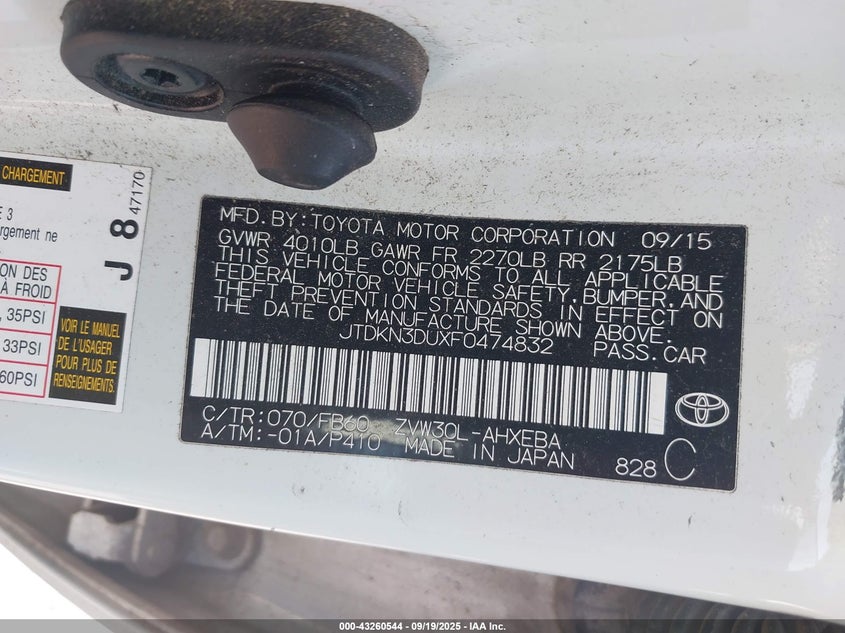 CHARGEMENT
E 3
argement ne
ION DES
À FROID
, 35PSI
33 PSI
60PSI
J 8 47170
VOIR LE MANUEL
DE L'USAGER
POUR PLUS DE
RENSEIGNEMENTS.
MFD. BY: TOYOTA MOTOR CORPORATION 09/15
GVWR 4010LB GAWR FR 2270LB RR 2175LB
THIS VEHICLE CONFORMS TO ALL APPLICABLE
FEDERAL MOTOR VEHICLE SAFETY, BUMPER, AND
THEFT PREVENTION STANDARDS IN EFFECT ON
THE DATE OF MANUFACTURE SHOWN ABOVE.
JTDKN3DUXF0474832 PASS. CAR
C/TR: 070/FB60 ZVW30L-AHXEBA
A/TM: -01A/P410 MADE IN JAPAN 828 C
000-43260544 - 09/19/2025 - IAA Inc.